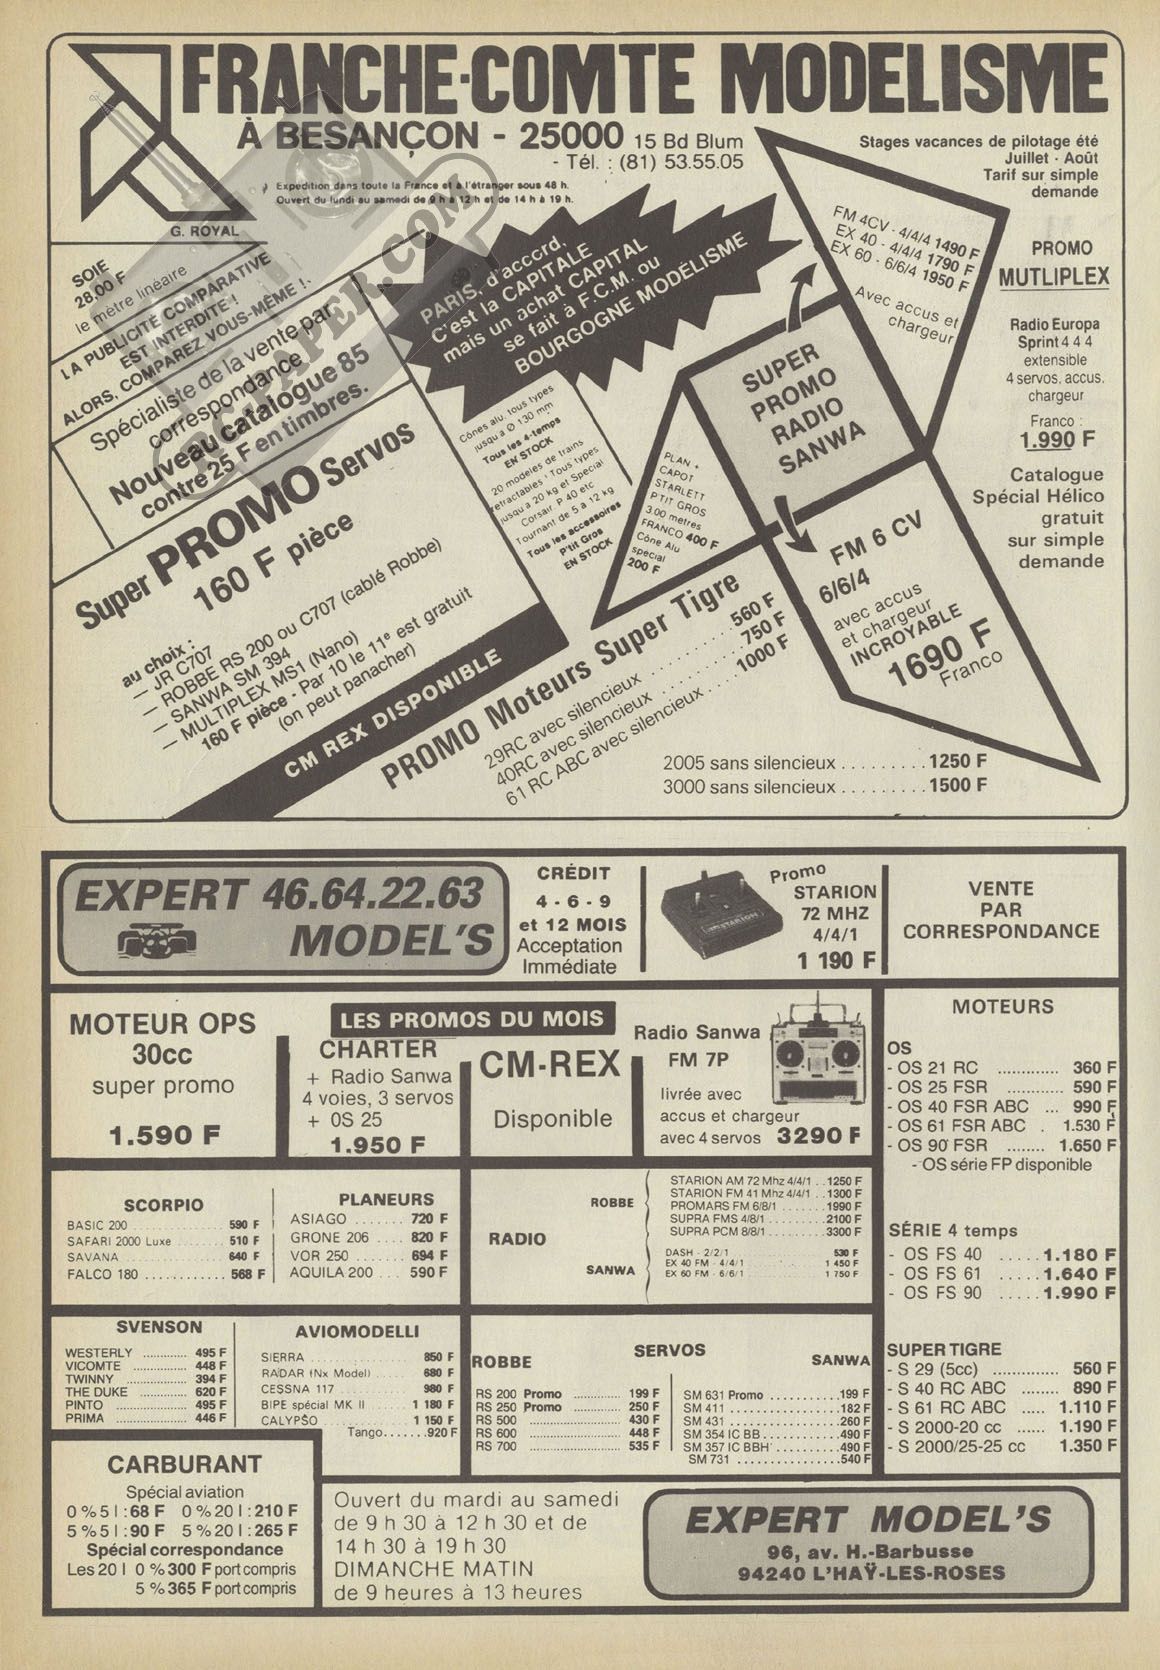 FRANCHE-COMTE MODELISME
À BESANÇON - 25000 15 Bd Blum
- Tél. : (81) 53.55.05
Expedition dans toute la France et à l'étranger sous 48 h.
Ouvert du lundi au samedi de 9 h à 12 h et de 14 h à 19 h.
G. ROYAL
SOIE
28,00 F
le mètre linéaire
LA PUBLICITÉ COMPARATIVE
EST INTERDITE !
ALORS, COMPAREZ VOUS-MÊME !.
Spécialiste de la vente par
correspondance
Nouveau catalogue 85
contre 25 F en timbres.
PARIS, d'accord,
C'est la CAPITALE
mais un achat CAPITAL
se fait à F.C.M. ou
BOURGOGNE MODÉLISME
Stages vacances de pilotage été
Juillet - Août
Tarif sur simple
demande
FM 4CV - 4/4/4 1490 F
EX 40 - 4/4/4 1790 F
EX 60 - 6/6/4 1950 F
Avec accus et
chargeur
PROMO
MUTLIPLEX
Radio Europa
Sprint 4 4 4
extensible
4 servos, accus.
chargeur
Franco :
1.990 F
Catalogue
Spécial Hélico
gratuit
sur simple
demande
SUPER
PROMO
RADIO
SANWA
Cônes alu, tous types
jusqu'a Ø 130 mm
Tous les 4-temps
EN STOCK
20 modeles de trains
retractables : Tous types
jusqu'a 20 kg et Special
Corsair, P 40 etc
Tournant de 5 a 12 kg
Tous les accessoires
P'tit Gros
EN STOCK
PLAN +
CAPOT
STARLETT
P'TIT GROS
3.00 metres
FRANCO 400 F
Cône Alu
special
200 F
Super PROMO Servos
160 F pièce
au choix :
— JR C707
— ROBBE RS 200 ou C707 (cablé Robbe)
— SANWA SM 394
— MULTIPLEX MS1 (Nano)
160 F pièce - Par 10 le 11e est gratuit
(on peut panacher)
CM REX DISPONIBLE
FM 6 CV
6/6/4
avec accus
et chargeur
INCROYABLE
1690 F
Franco
PROMO Moteurs Super Tigre
29RC avec silencieux ........ 560 F
40RC avec silencieux ........ 750 F
61 RC ABC avec silencieux .... 1000 F
2005 sans silencieux ......... 1250 F
3000 sans silencieux ......... 1500 F
ECLAPER.COM
EXPERT 46.64.22.63
MODEL'S
CRÉDIT
4 - 6 - 9
et 12 MOIS
Acceptation
Immédiate
STARION
Promo
STARION
72 MHZ
4/4/1
1 190 F
VENTE
PAR
CORRESPONDANCE
LES PROMOS DU MOIS
MOTEUR OPS
30cc
super promo
1.590 F
CHARTER
+ Radio Sanwa
4 voies, 3 servos
+ 0S 25
1.950 F
CM-REX
Disponible
Radio Sanwa
FM 7P
livrée avec
accus et chargeur
avec 4 servos 3290 F
MOTEURS
OS
- OS 21 RC ............. 360 F
- OS 25 FSR ............ 590 F
- OS 40 FSR ABC ... 990 F
- OS 61 FSR ABC . 1.530 F
- OS 90 FSR ........ 1.650 F
- OS série FP disponible
SÉRIE 4 temps
- OS FS 40 ..... 1.180 F
- OS FS 61 ..... 1.640 F
- OS FS 90 ..... 1.990 F
SUPER TIGRE
- S 29 (5cc) ............ 560 F
- S 40 RC ABC ....... 890 F
- S 61 RC ABC ..... 1.110 F
- S 2000-20 cc ...... 1.190 F
- S 2000/25-25 cc 1.350 F
SCORPIO
BASIC 200 .............. 590 F
SAFARI 2000 Luxe ....... 510 F
SAVANA ................. 640 F
FALCO 180 ............ 568 F
PLANEURS
ASIAGO ....... 720 F
GRONE 206 .... 820 F
VOR 250 ...... 694 F
AQUILA 200 ... 590 F
RADIO
ROBBE
STARION AM 72 Mhz 4/4/1 .. 1250 F
STARION FM 41 Mhz 4/4/1 .. 1300 F
PROMARS FM 6/8/1 ......... 1990 F
SUPRA FMS 4/8/1 .......... 2100 F
SUPRA PCM 8/8/1 .......... 3300 F
SANWA
DASH - 2/2/1 ............. 530 F
EX 40 FM - 4/4/1 ......... 1 450 F
EX 60 FM - 6/6/1 ......... 1 750 F
SVENSON
WESTERLY ............ 495 F
VICOMTE ............. 448 F
TWINNY .............. 394 F
THE DUKE ............ 620 F
PINTO ............... 495 F
PRIMA ............... 446 F
AVIOMODELLI
SIERRA .............. 850 F
RADAR (Nx Model) .... 680 F
CESSNA 117 .......... 980 F
BIPE spécial MK II .. 1 180 F
CALYPSO ............. 1 150 F
Tango.......920 F
SERVOS
ROBBE
RS 200 Promo ............ 199 F
RS 250 Promo ............ 250 F
RS 500 .................. 430 F
RS 600 .................. 448 F
RS 700 .................. 535 F
SANWA
SM 631 Promo ............ 199 F
SM 411 .................. 182 F
SM 431 .................. 260 F
SM 354 IC BB............. 490 F
SM 357 IC BBH ........... 490 F
SM 731 .................. 540 F
CARBURANT
Spécial aviation
0 % 5 l : 68 F 0 % 20 l : 210 F
5 % 5 l : 90 F 5 % 20 l : 265 F
Spécial correspondance
Les 20 l 0 % 300 F port compris
5 % 365 F port compris
Ouvert du mardi au samedi
de 9 h 30 à 12 h 30 et de
14 h 30 à 19 h 30
DIMANCHE MATIN
de 9 heures à 13 heures
EXPERT MODEL'S
96, av. H.-Barbusse
94240 L'HAŸ-LES-ROSES